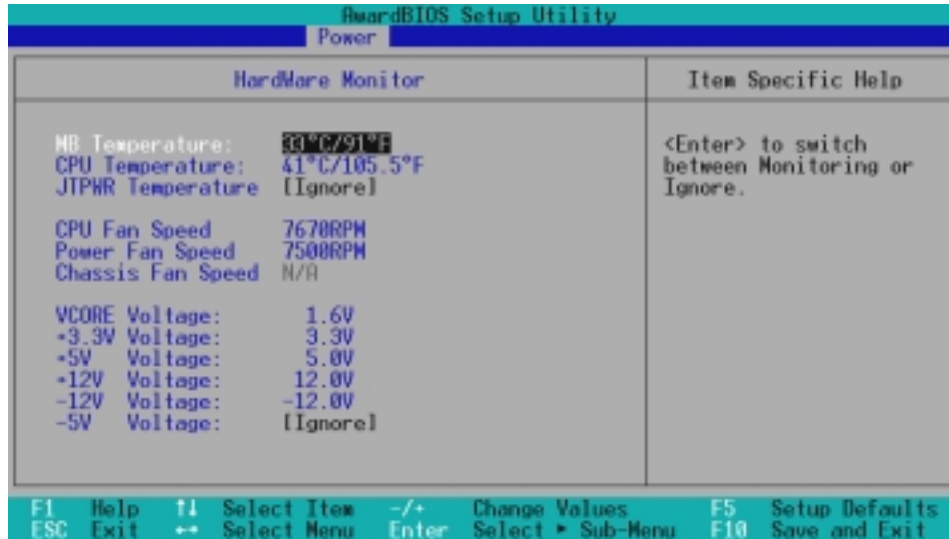 AwardBIOS Setup Utility
Power
HardWare Monitor
Item Specific Help
MB Temperature: 33°C/91°F
CPU Temperature: 41°C/105.5°F
JTPWR Temperature [Ignore]
CPU Fan Speed 7670RPM
Power Fan Speed 7500RPM
Chassis Fan Speed N/A
VCORE Voltage: 1.6V
+3.3V Voltage: 3.3V
+5V Voltage: 5.0V
+12V Voltage: 12.0V
-12V Voltage: -12.0V
-5V Voltage: [Ignore]
<Enter> to switch
between Monitoring or
Ignore.
F1 Help ↑↓ Select Item -/+ Change Values F5 Setup Defaults
ESC Exit ←→ Select Menu Enter Select ► Sub-Menu F10 Save and Exit